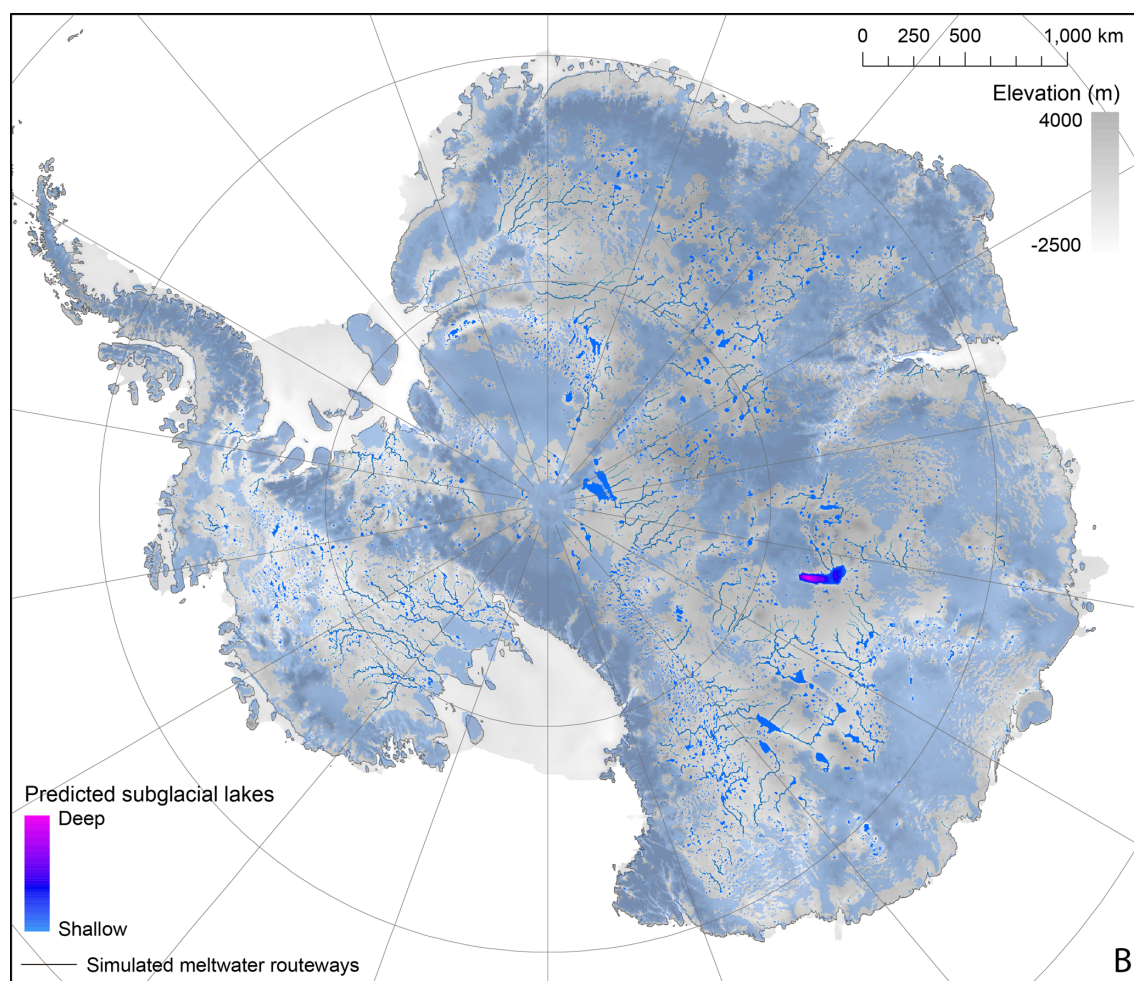 0 250 500 1,000 km
Elevation (m)
4000
-2500
Predicted subglacial lakes
Deep
Shallow
Simulated meltwater routeways
B